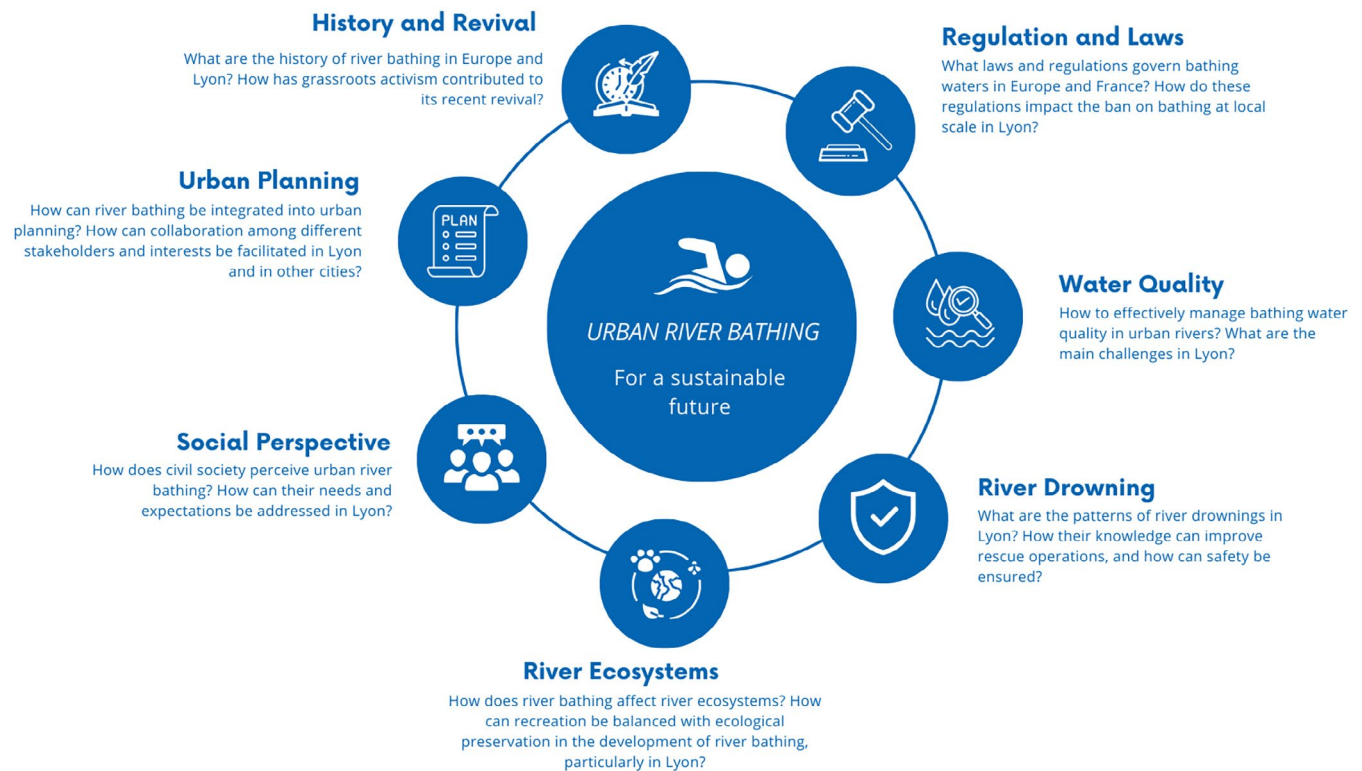 History and Revival
What are the history of river bathing in Europe and
Lyon? How has grassroots activism contributed to
its recent revival?
Regulation and Laws
What laws and regulations govern bathing
waters in Europe and France? How do these
regulations impact the ban on bathing at local
scale in Lyon?
Urban Planning
How can river bathing be integrated into urban
planning? How can collaboration among different
stakeholders and interests be facilitated in Lyon
and in other cities?
PLAN
URBAN RIVER BATHING
For a sustainable
future
Water Quality
How to effectively manage bathing water
quality in urban rivers? What are the
main challenges in Lyon?
Social Perspective
How does civil society perceive urban river
bathing? How can their needs and
expectations be addressed in Lyon?
River Drowning
What are the patterns of river drownings in
Lyon? How their knowledge can improve
rescue operations, and how can safety be
ensured?
River Ecosystems
How does river bathing affect river ecosystems? How
can recreation be balanced with ecological
preservation in the development of river bathing,
particularly in Lyon?